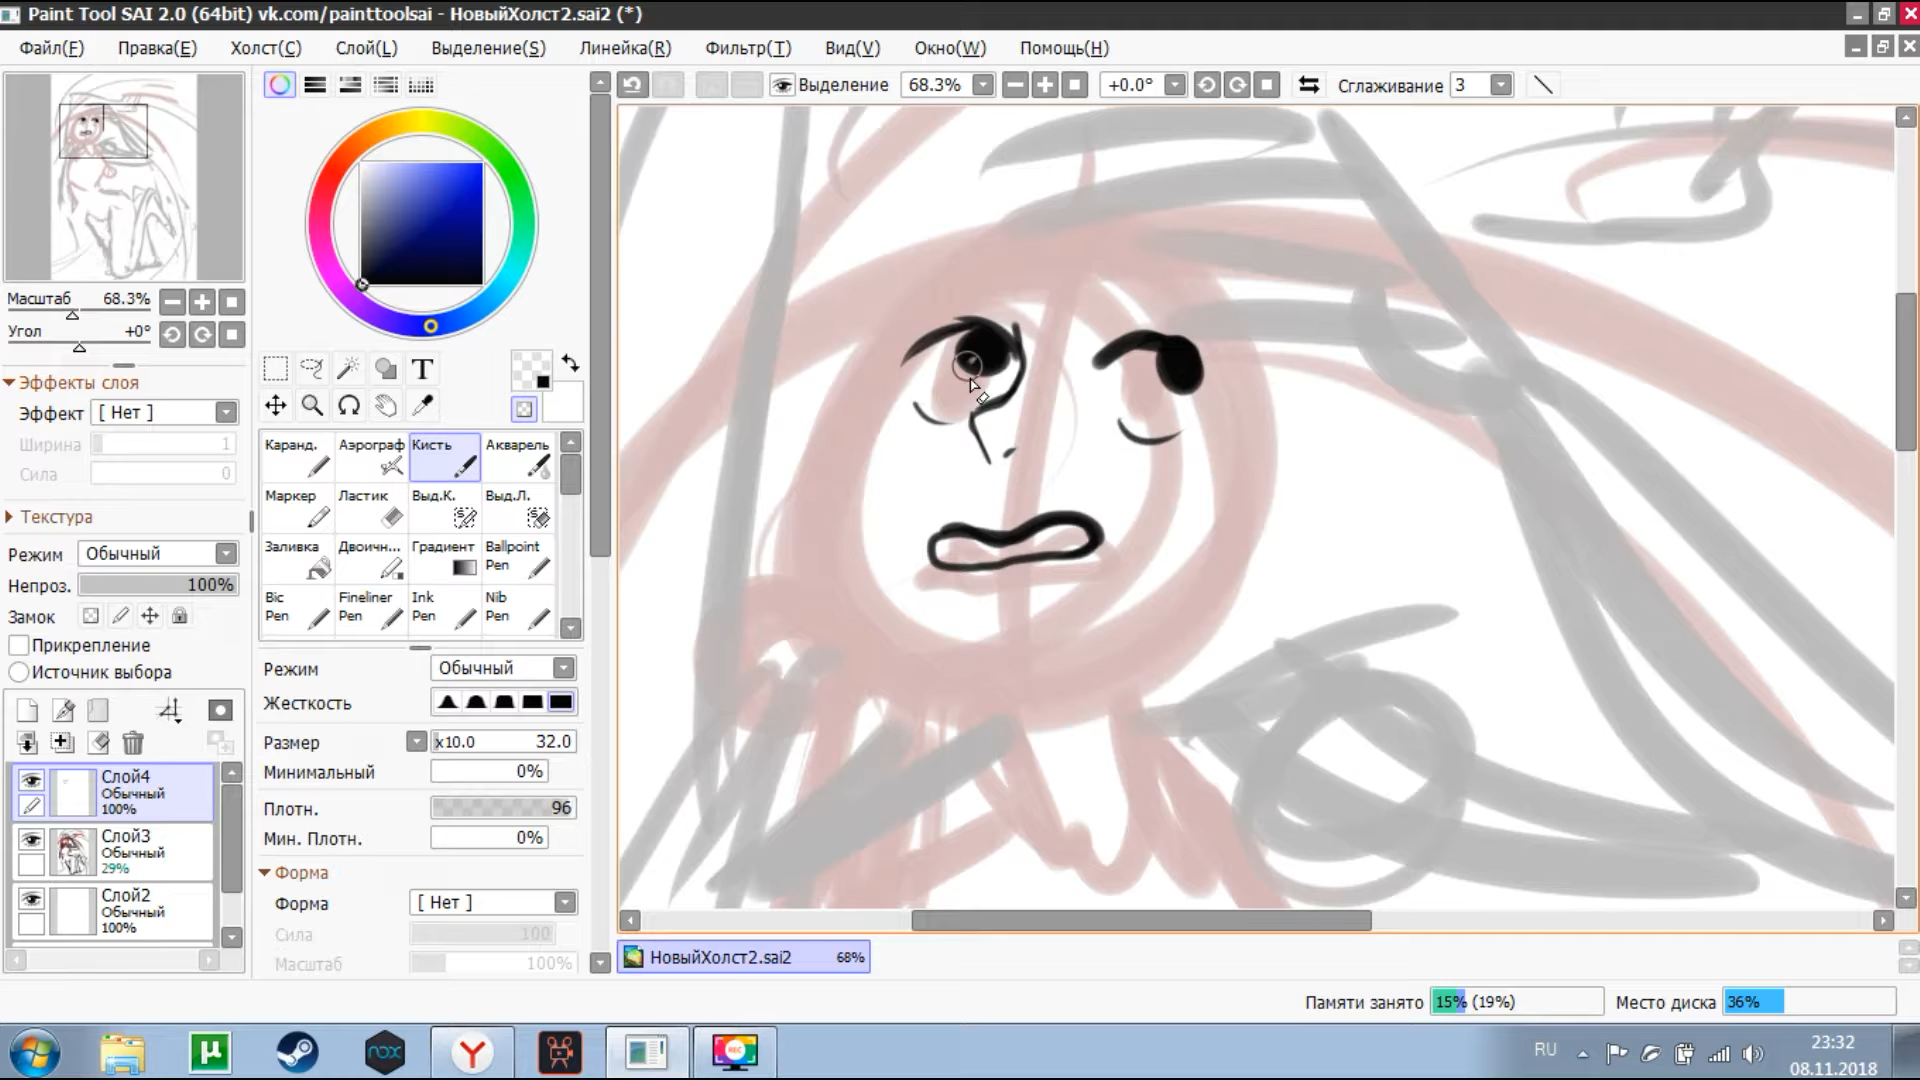 Paint Tool SAI 2.0 (64bit) vk.com/painttoolsai - НовыйХолст2.sai2 (*)
Файл(F) Правка(E) Холст(C) Слой(L) Выделение(S) Линейка(R) Фильтр(T) Вид(V) Окно(W) Помощь(H)
Выделение 68.3% +0.0° Сглаживание 3
Масштаб 68.3%
Угол +0°
Эффекты слоя
Эффект [ Нет ]
Ширина 1
Сила 0
Текстура
Режим Обычный
Непроз. 100%
Замок
Прикрепление
Источник выбора
Слой4
Обычный
100%
Слой3
Обычный
29%
Слой2
Обычный
100%
T
Каранд. Аэрограф Кисть Акварель
Маркер Ластик Выд.К. Выд.Л.
Заливка Двоичн... Градиент Ballpoint Pen
Bic Pen Fineliner Pen Ink Pen Nib Pen
Режим Обычный
Жесткость
Размер x10.0 32.0
Минимальный 0%
Плотн. 96
Мин. Плотн. 0%
Форма
Форма [ Нет ]
Сила 100
Масштаб 100%
НовыйХолст2.sai2 68%
Памяти занято 15% (19%) Место диска 36%
µ nox Y REC
RU 23:32
08.11.2018